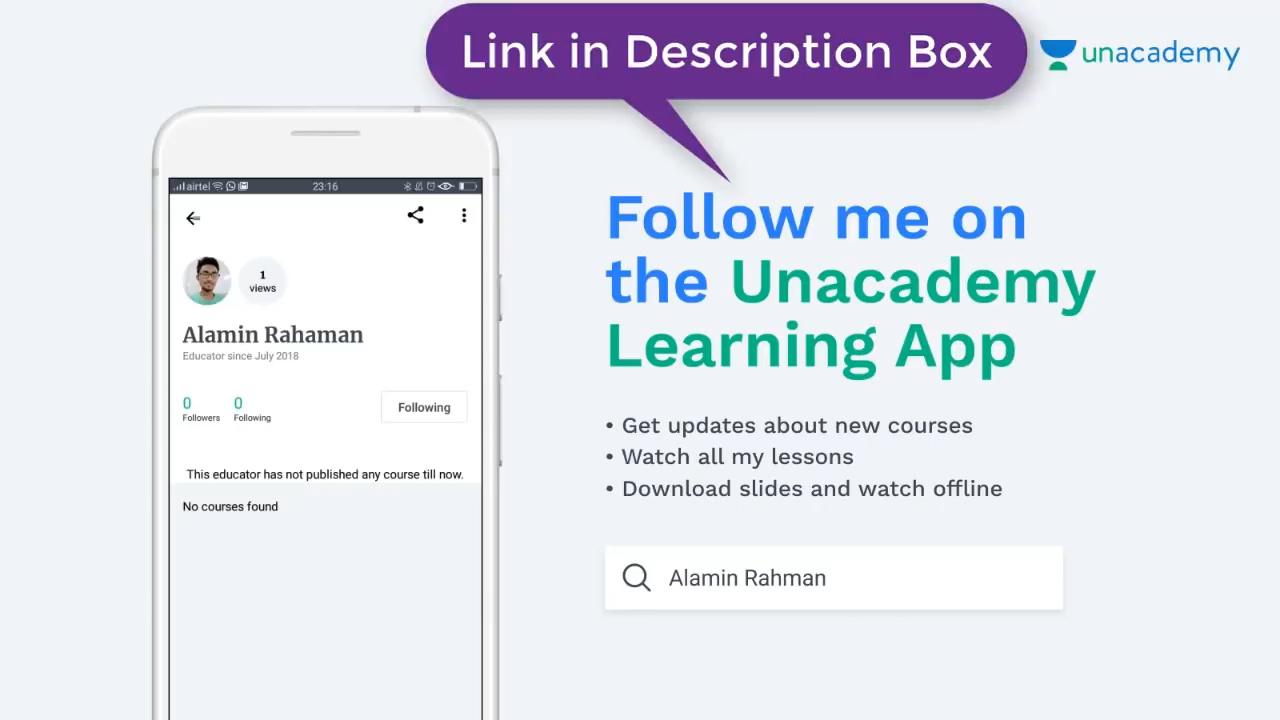 Link in Description Box
unacademy
airtel 23:16
1
views
Alamin Rahaman
Educator since July 2018
0 0
Followers Following
Following
This educator has not published any course till now.
No courses found
Follow me on
the Unacademy
Learning App
• Get updates about new courses
• Watch all my lessons
• Download slides and watch offline
Alamin Rahman